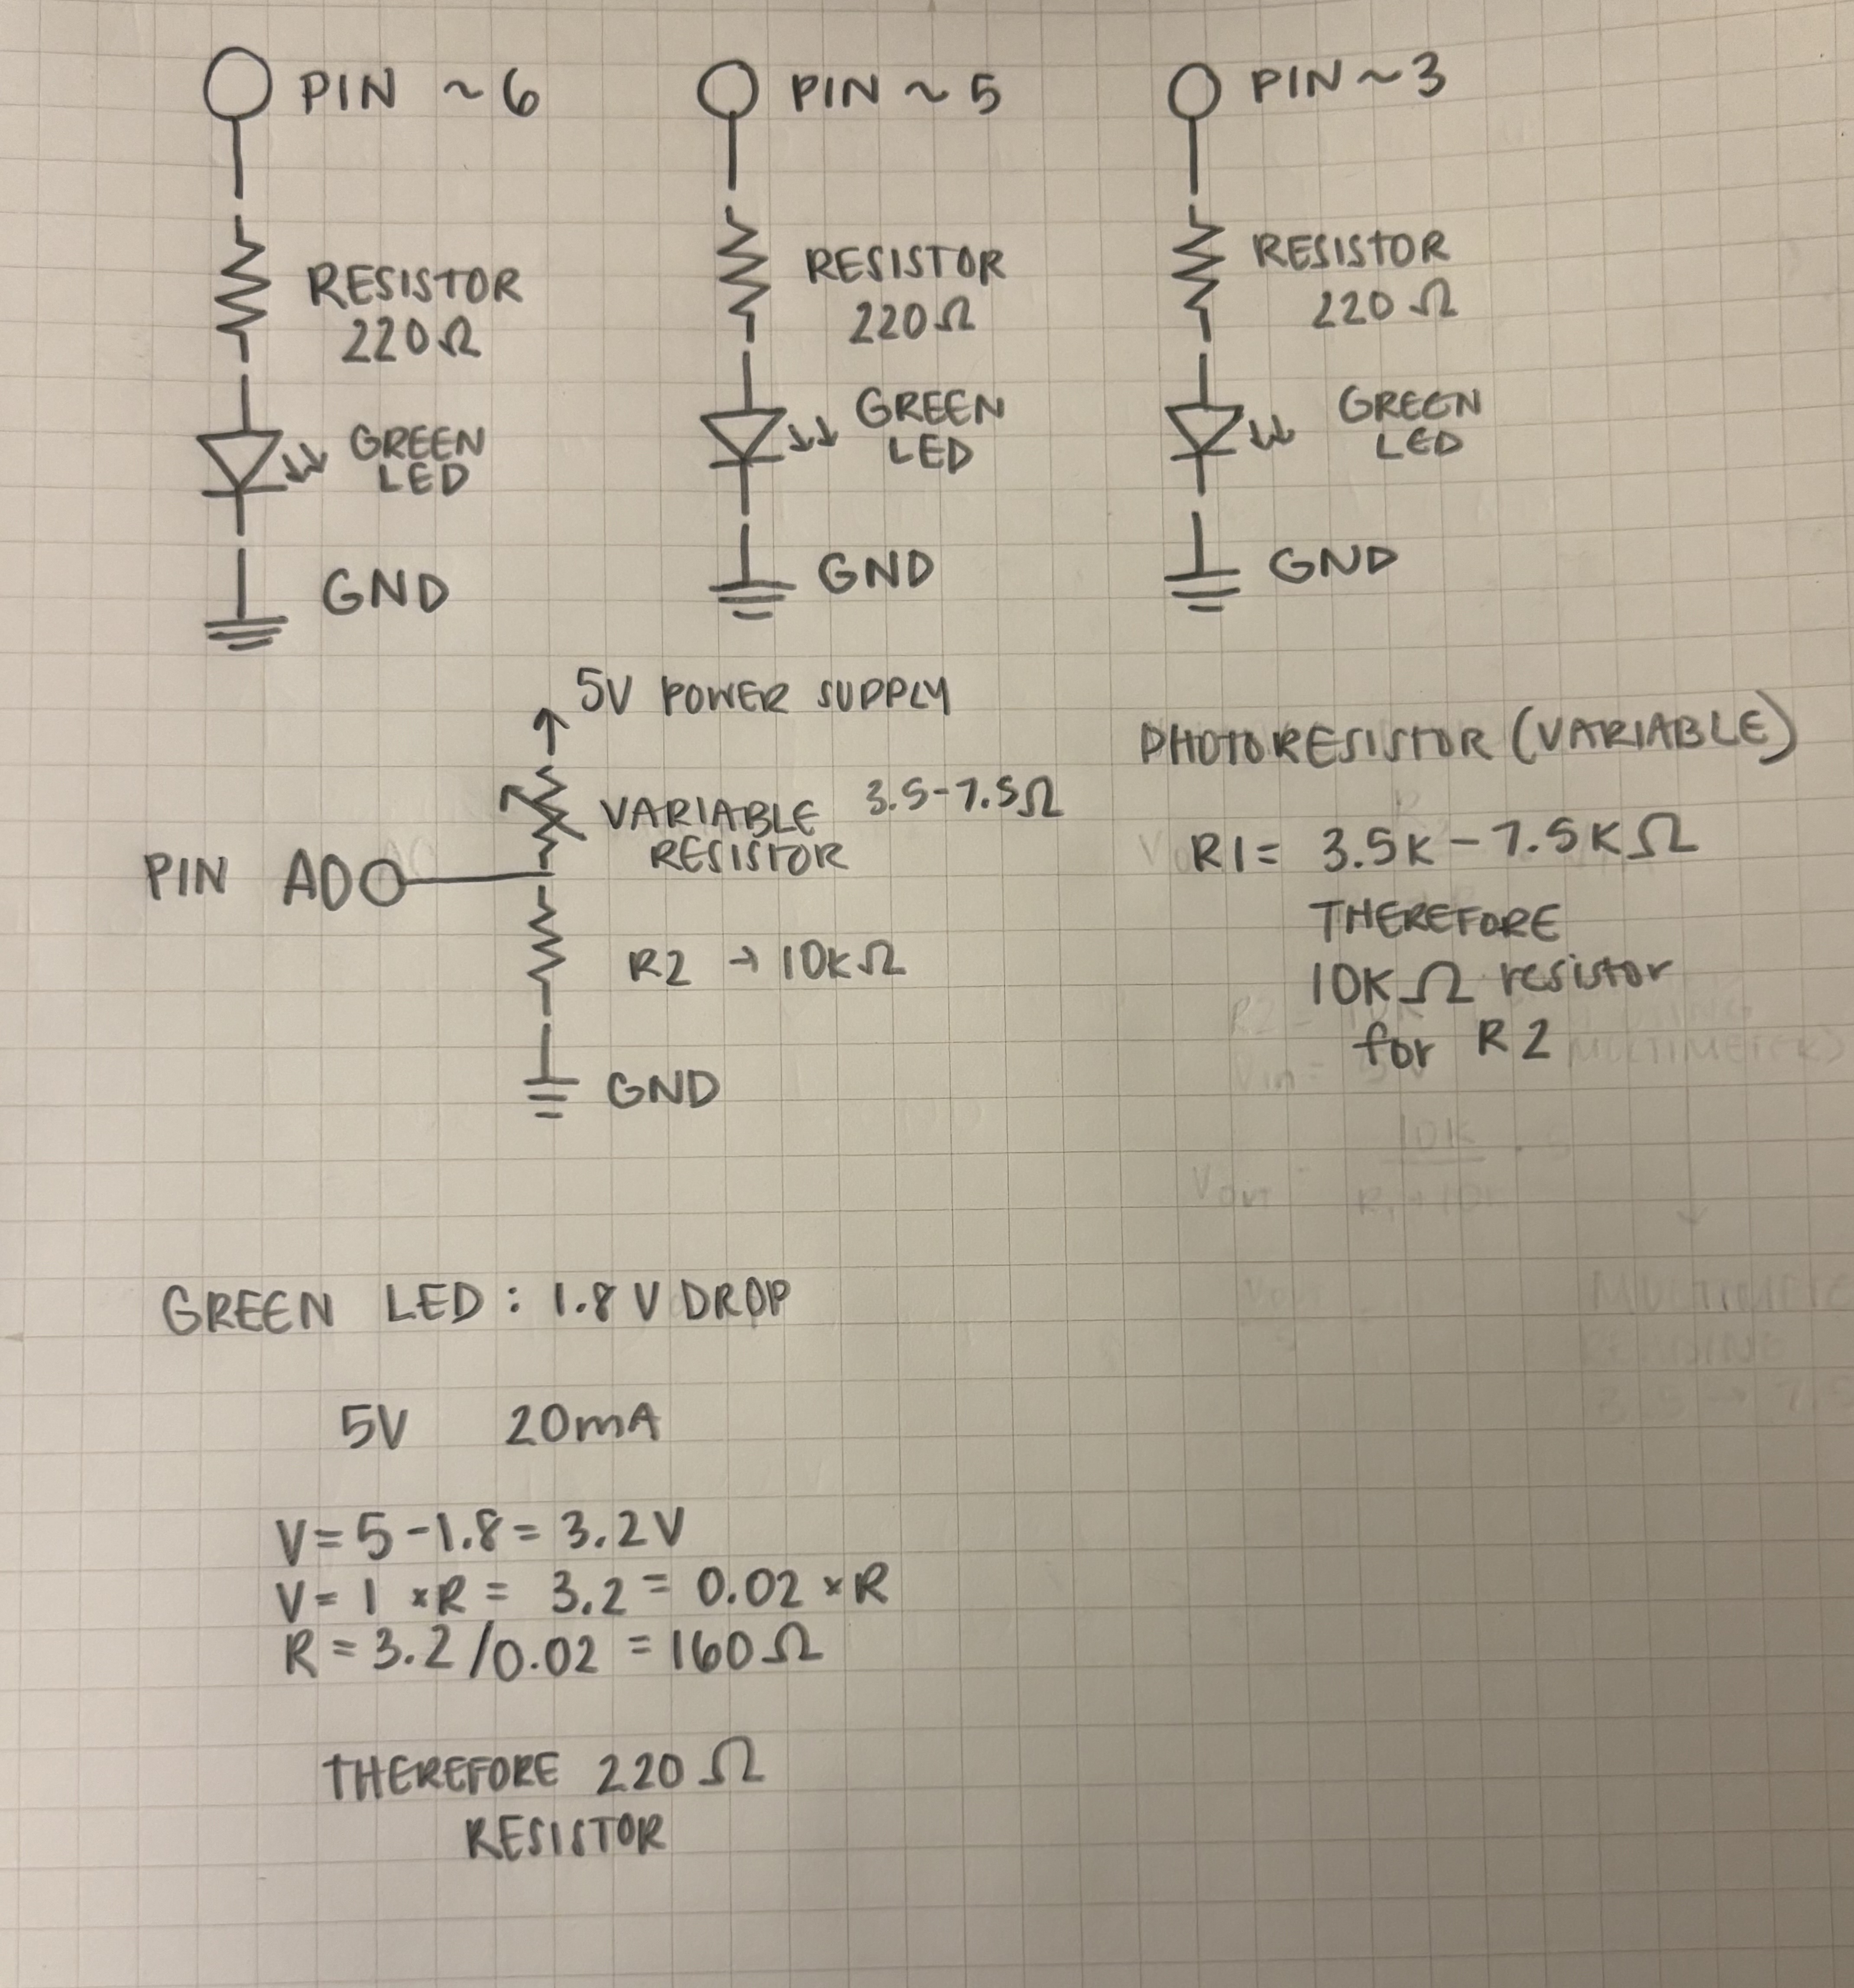 PIN ~6
PIN ~5
PIN ~3
RESISTOR
220Ω
RESISTOR
220Ω
RESISTOR
220Ω
GREEN
LED
GREEN
LED
GREEN
LED
GND
GND
GND
5V POWER SUPPLY
VARIABLE 3.5-7.5Ω
RESISTOR
PIN A0
R2 → 10KΩ
GND
PHOTORESISTOR (VARIABLE)
R1 = 3.5K - 7.5KΩ
THEREFORE
10KΩ resistor
for R2
GREEN LED: 1.8 V DROP
5V 20mA
V = 5 - 1.8 = 3.2V
V = I × R = 3.2 = 0.02 × R
R = 3.2 / 0.02 = 160Ω
THEREFORE 220Ω
RESISTOR